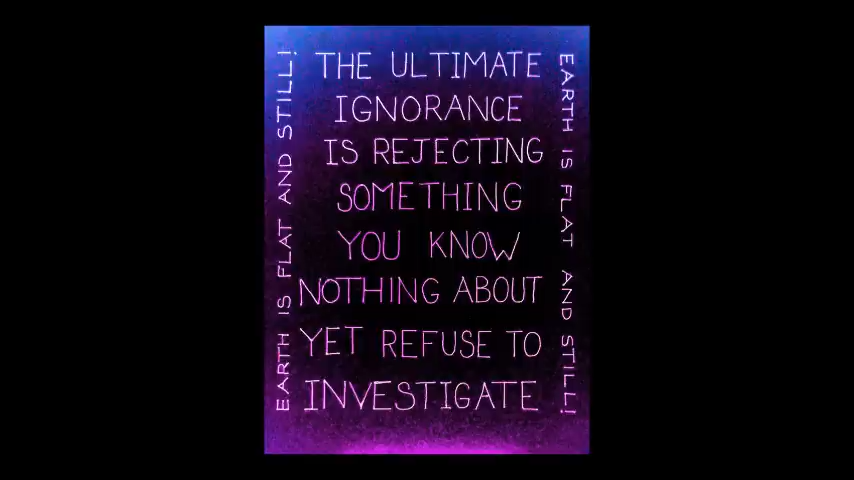 EARTH IS FLAT AND STILL!
THE ULTIMATE
IGNORANCE
IS REJECTING
SOMETHING
YOU KNOW
NOTHING ABOUT
YET REFUSE TO
INVESTIGATE
EARTH IS FLAT AND STILL!